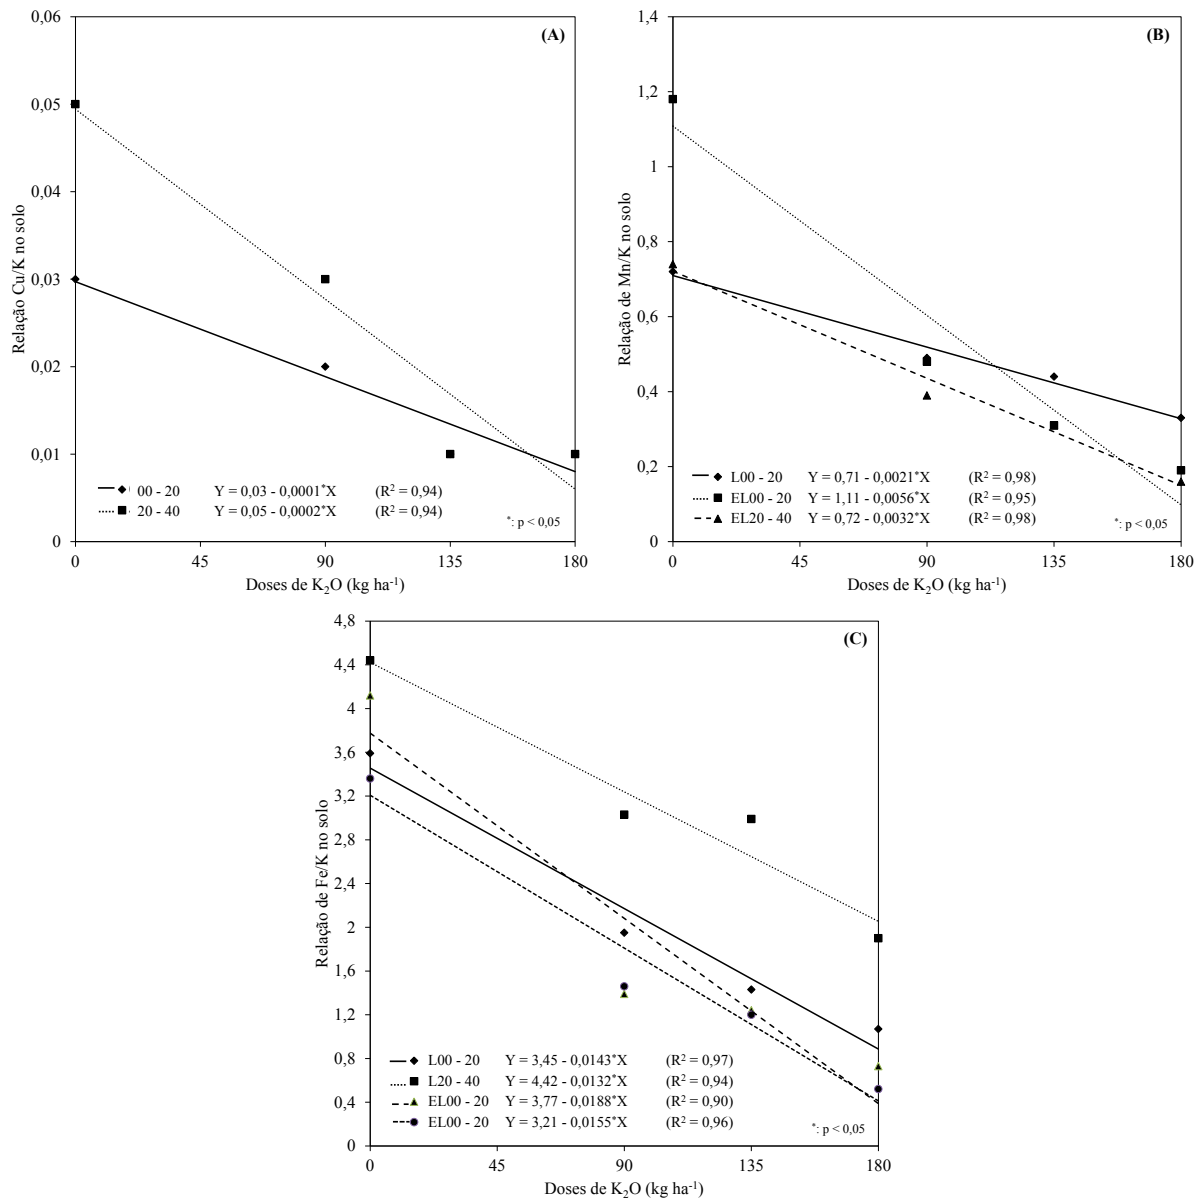 (A)
Relação Cu/K no solo
0,06
0,05
0,04
0,03
0,02
0,01
0
00 - 20 Y = 0,03 - 0,0001*X (R² = 0,94)
20 - 40 Y = 0,05 - 0,0002*X (R² = 0,94)
*: p < 0,05
0 45 90 135 180
Doses de K₂O (kg ha⁻¹)
(B)
Relação de Mn/K no solo
1,4
1,2
1
0,8
0,6
0,4
0,2
0
L00 - 20 Y = 0,71 - 0,0021*X (R² = 0,98)
EL00 - 20 Y = 1,11 - 0,0056*X (R² = 0,95)
EL20 - 40 Y = 0,72 - 0,0032*X (R² = 0,98)
*: p < 0,05
0 45 90 135 180
Doses de K₂O (kg ha⁻¹)
(C)
Relação de Fe/K no solo
4,8
4,4
4
3,6
3,2
2,8
2,4
2
1,6
1,2
0,8
0,4
0
L00 - 20 Y = 3,45 - 0,0143*X (R² = 0,97)
L20 - 40 Y = 4,42 - 0,0132*X (R² = 0,94)
EL00 - 20 Y = 3,77 - 0,0188*X (R² = 0,90)
EL00 - 20 Y = 3,21 - 0,0155*X (R² = 0,96)
*: p < 0,05
0 45 90 135 180
Doses de K₂O (kg ha⁻¹)